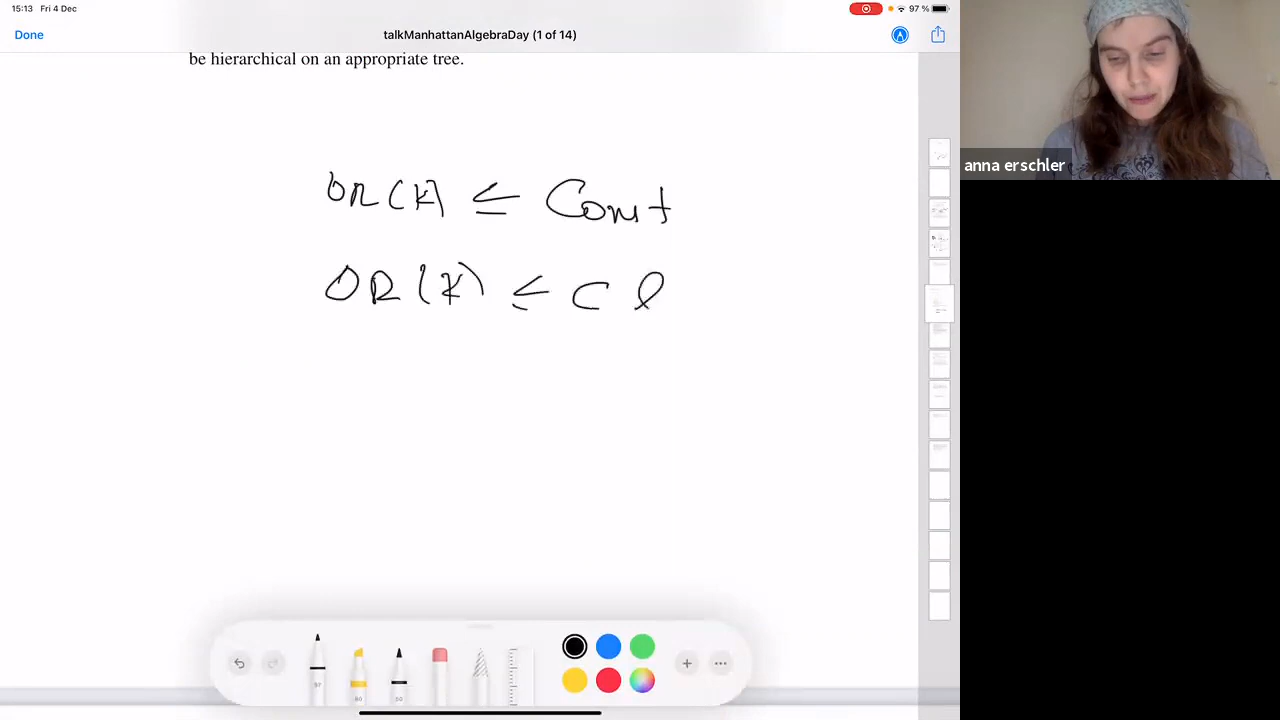 15:13 Fri 4 Dec
97 %
Done
talkManhattanAlgebraDay (1 of 14)
be hierarchical on an appropriate tree.
OR(K) ≤ Const
OR(K) ≤ C l
anna erschler